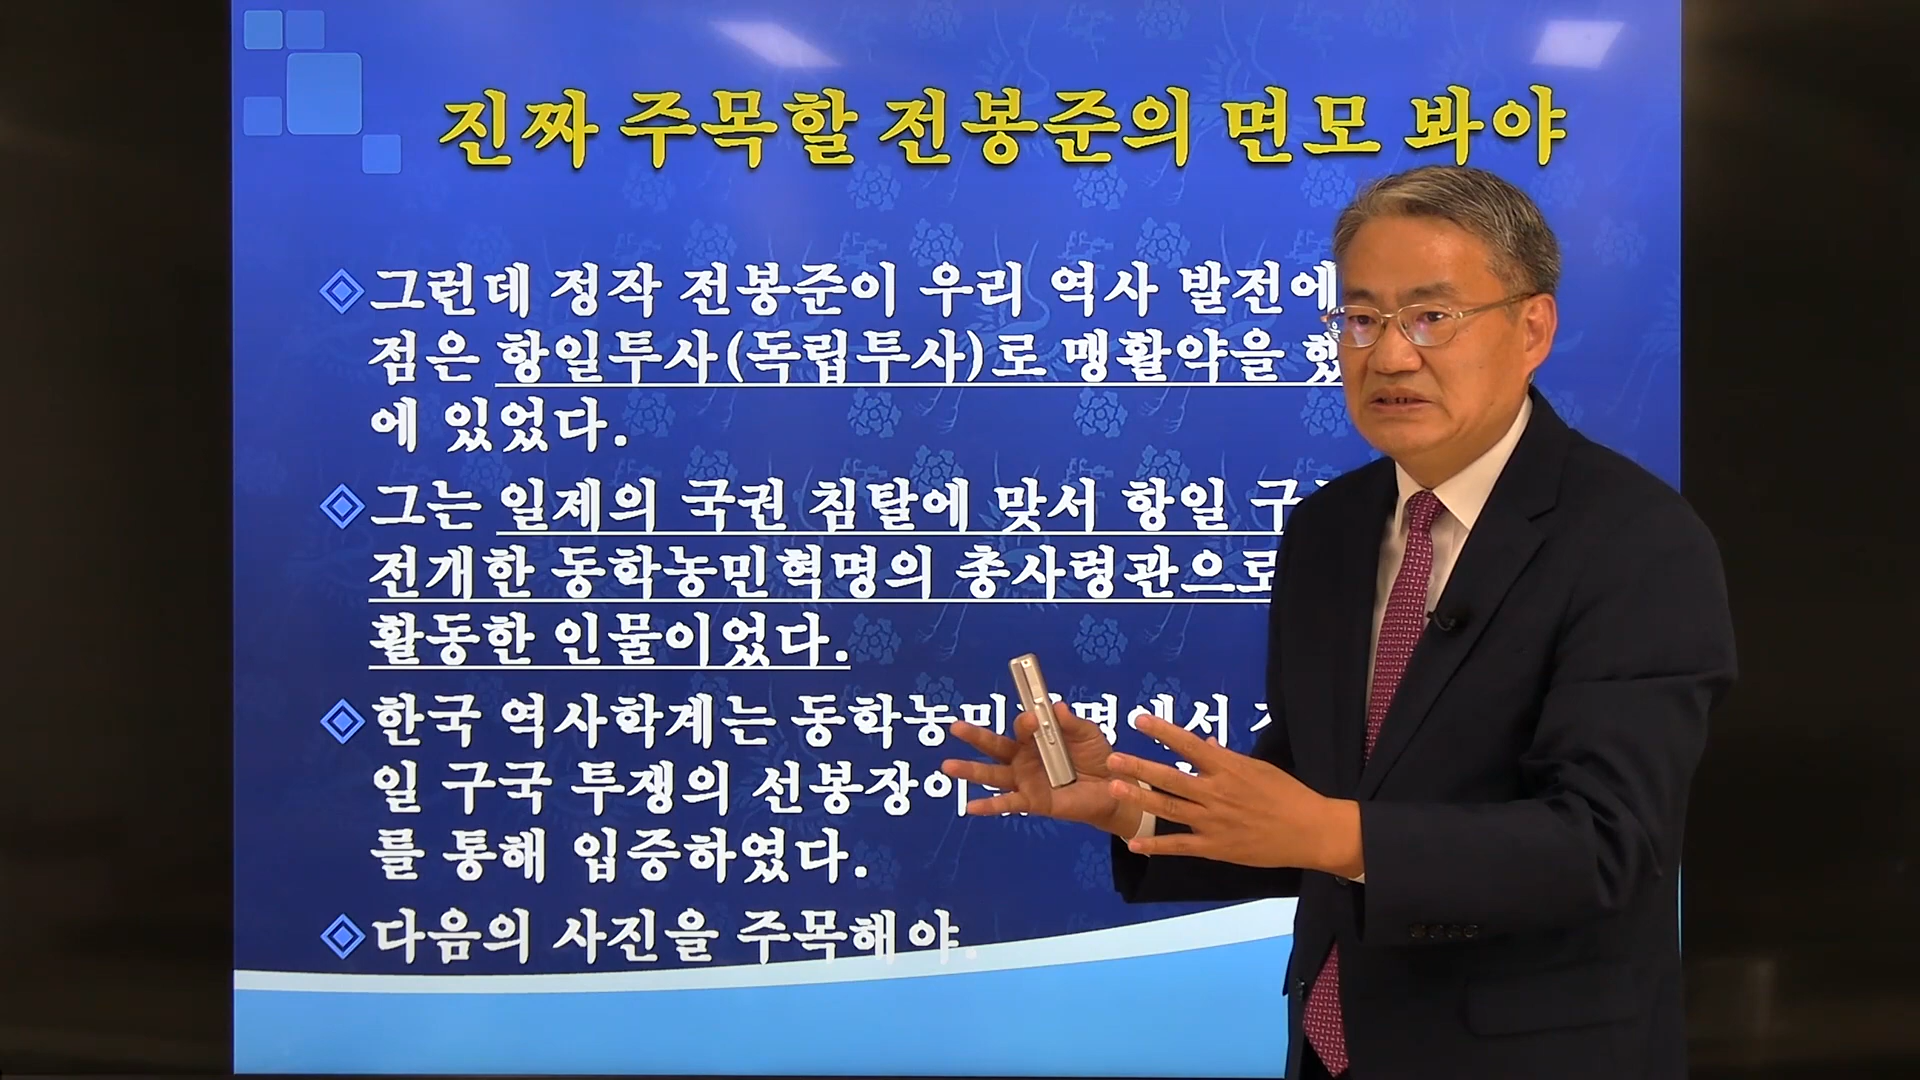 진짜 주목할 전봉준의 면모 봐야
그런데 정작 전봉준이 우리 역사 발전에
점은 항일투사(독립투사)로 맹활약을
에 있었다.
그는 일제의 국권 침탈에 맞서 항일
전개한 동학농민혁명의 총사령관으로
활동한 인물이었다.
한국 역사학계는
일 구국 투쟁의 선봉장이
를 통해 입증하였다.
다음의 사진을 주목해야.